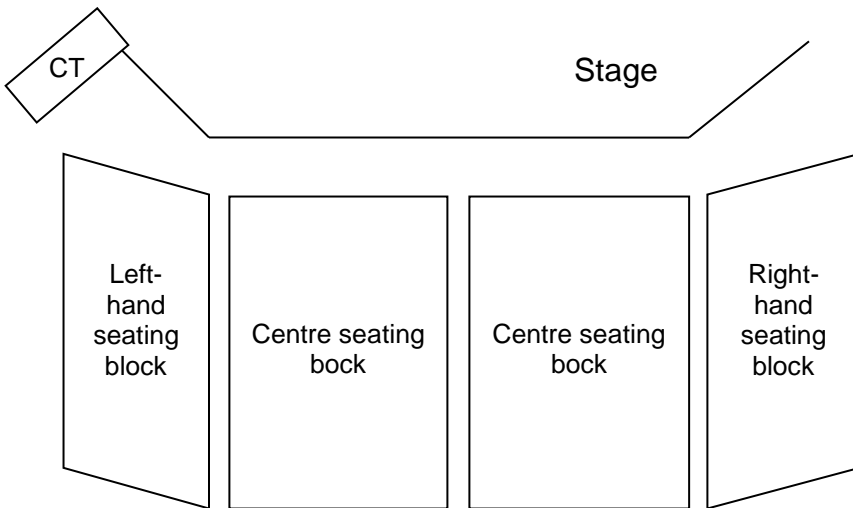 CT
Stage
Left-
hand
seating
block
Centre seating
bock
Centre seating
bock
Right-
hand
seating
block